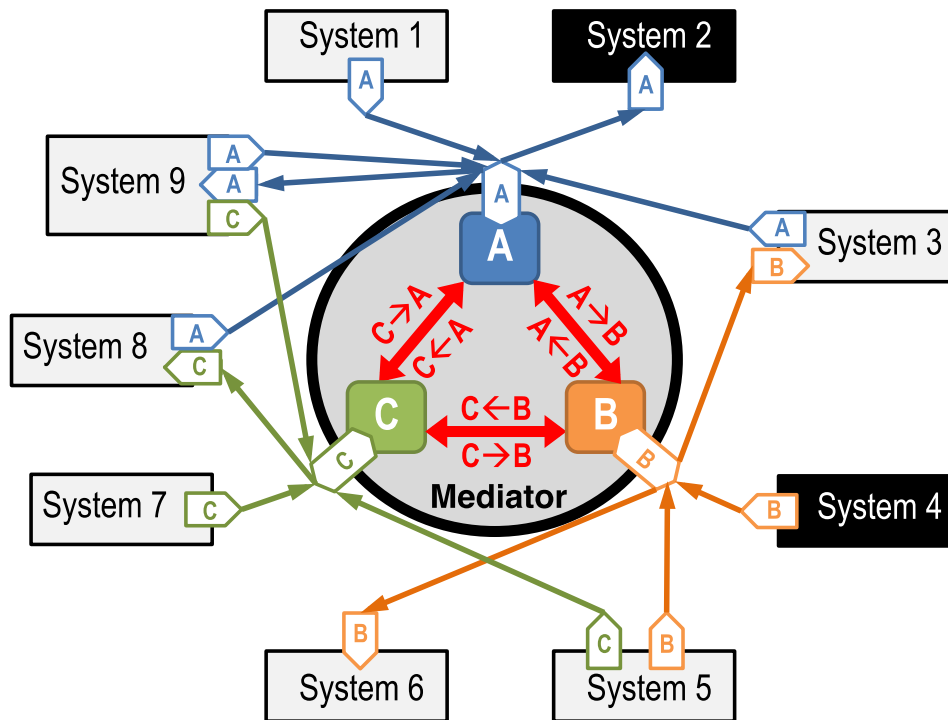 System 1
A
System 2
A
System 9
A
A
C
A
A
System 3
A
B
C→A
C←A
A→B
A←B
System 8
A
C
C
B
C←B
C→B
C
B
Mediator
System 7
C
System 4
B
System 6
B
System 5
C
B